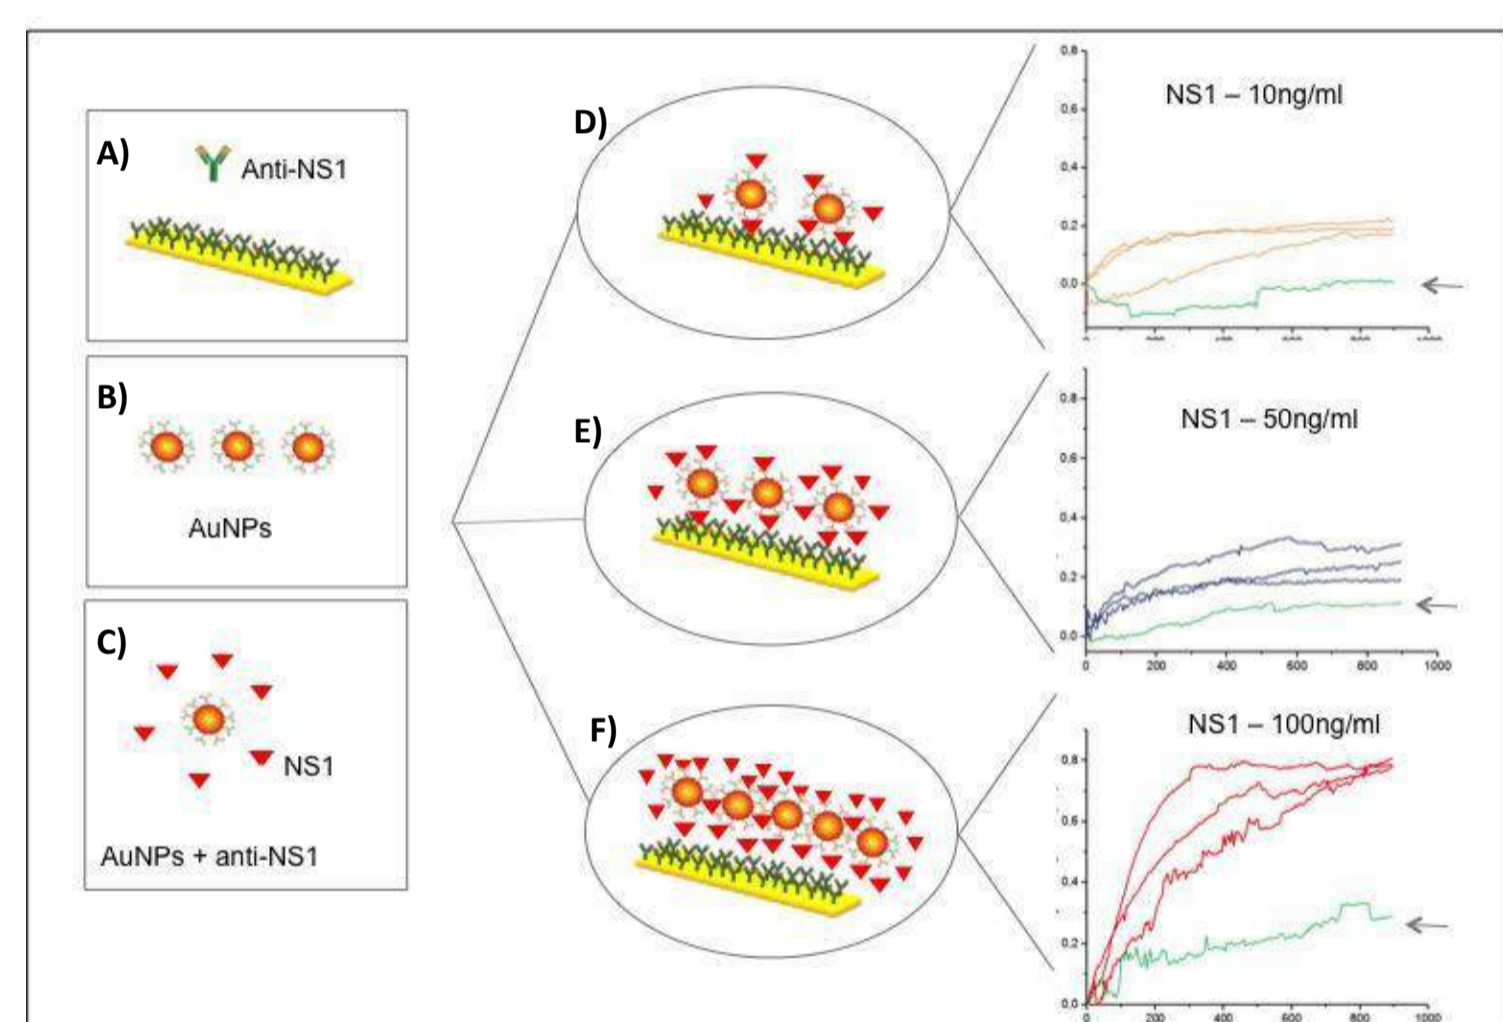 A)
Anti-NS1
B)
AuNPs
C)
NS1
AuNPs + anti-NS1
D)
E)
F)
NS1 – 10ng/ml
0.8
0.6
0.4
0.2
0.0
NS1 – 50ng/ml
0.8
0.6
0.4
0.2
0.0
0 200 400 600 800 1000
NS1 – 100ng/ml
0.8
0.6
0.4
0.2
0.0
0 200 400 600 800 1000